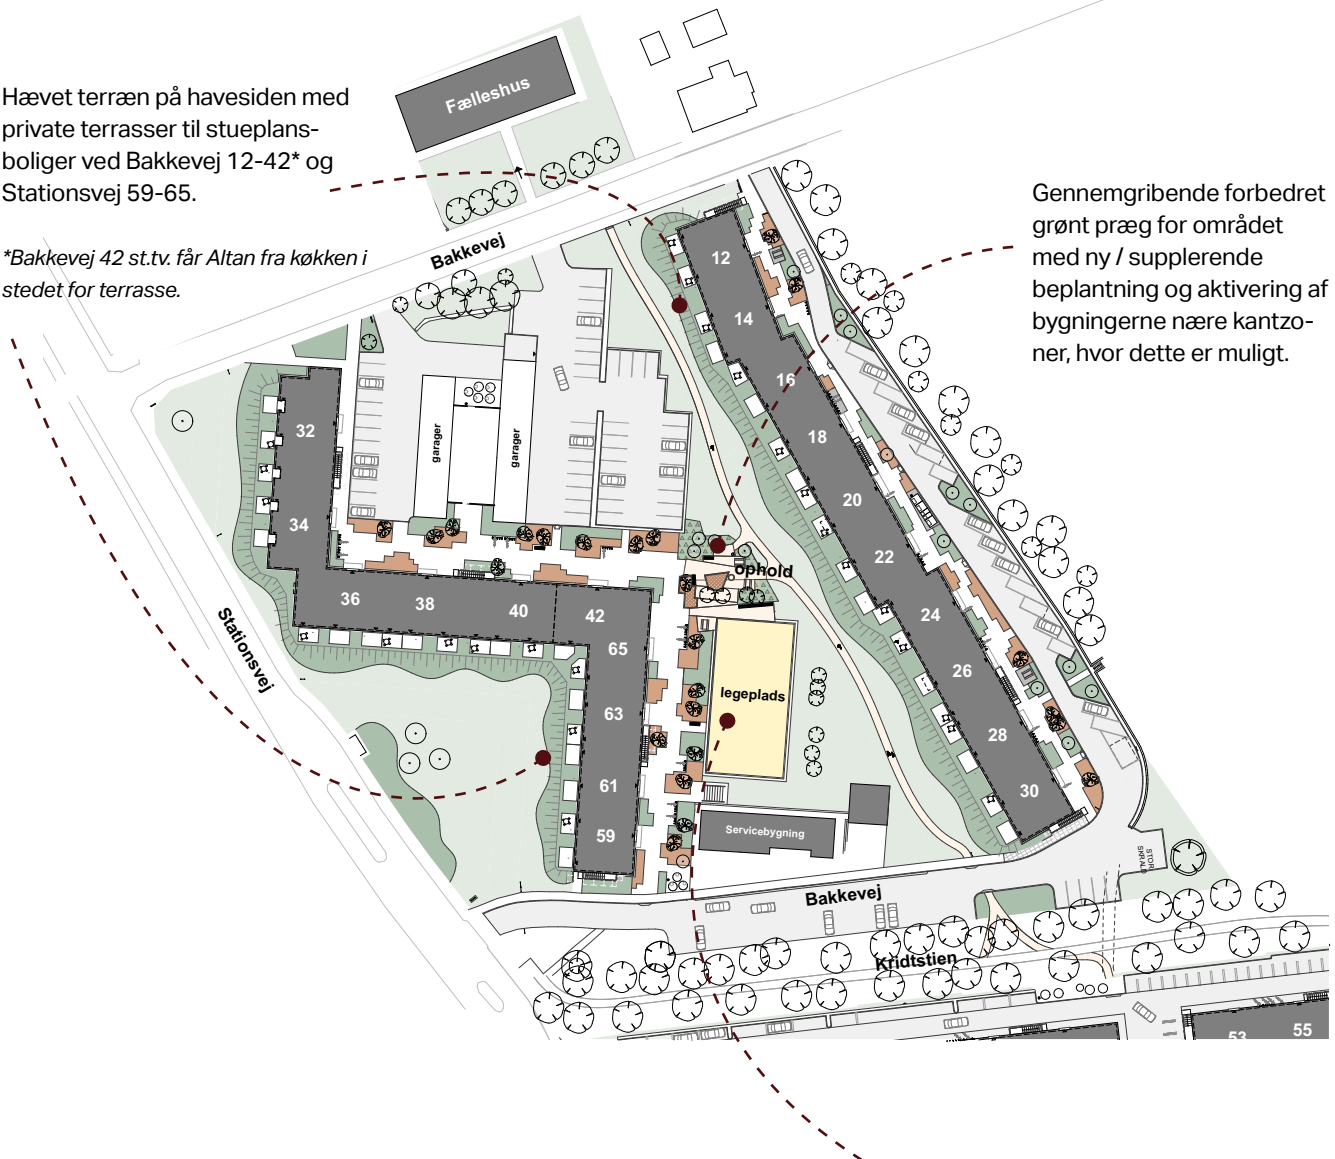 Hævet terræn på havesiden med
private terrasser til stueplans-
boliger ved Bakkevej 12-42* og
Stationsvej 59-65.
*Bakkevej 42 st.tv. får Altan fra køkken i
stedet for terrasse.
Gennemgribende forbedret
grønt præg for området
med ny / supplerende
beplantning og aktivering af
bygningerne nære kantzo-
ner, hvor dette er muligt.
Fælleshus
Bakkevej
12
14
16
18
20
22
24
26
28
30
32
34
36
38
40
42
65
63
61
59
garager
garager
ophold
legeplads
Stationsvej
Servicebygning
STOR
SKRALD
Bakkevej
Kridtstien
53
55